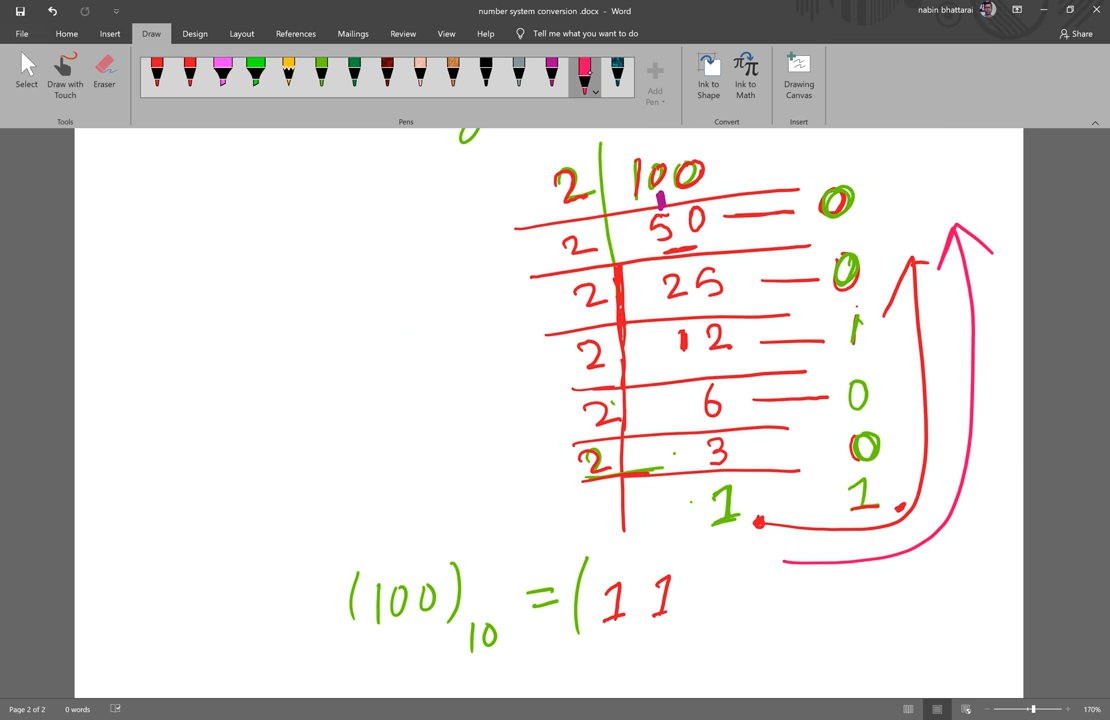 number system conversion .docx - Word
nabin bhattarai
File Home Insert Draw Design Layout References Mailings Review View Help Tell me what you want to do Share
Select Draw with Touch Eraser Add Pen Ink to Shape Ink to Math Drawing Canvas
Tools Pens Convert Insert
2 100
2 50 — 0
2 25 — 0
2 12 — 1
2 6 — 0
2 3 0
1 1
(100)10 = (11
Page 2 of 2 0 words 170%